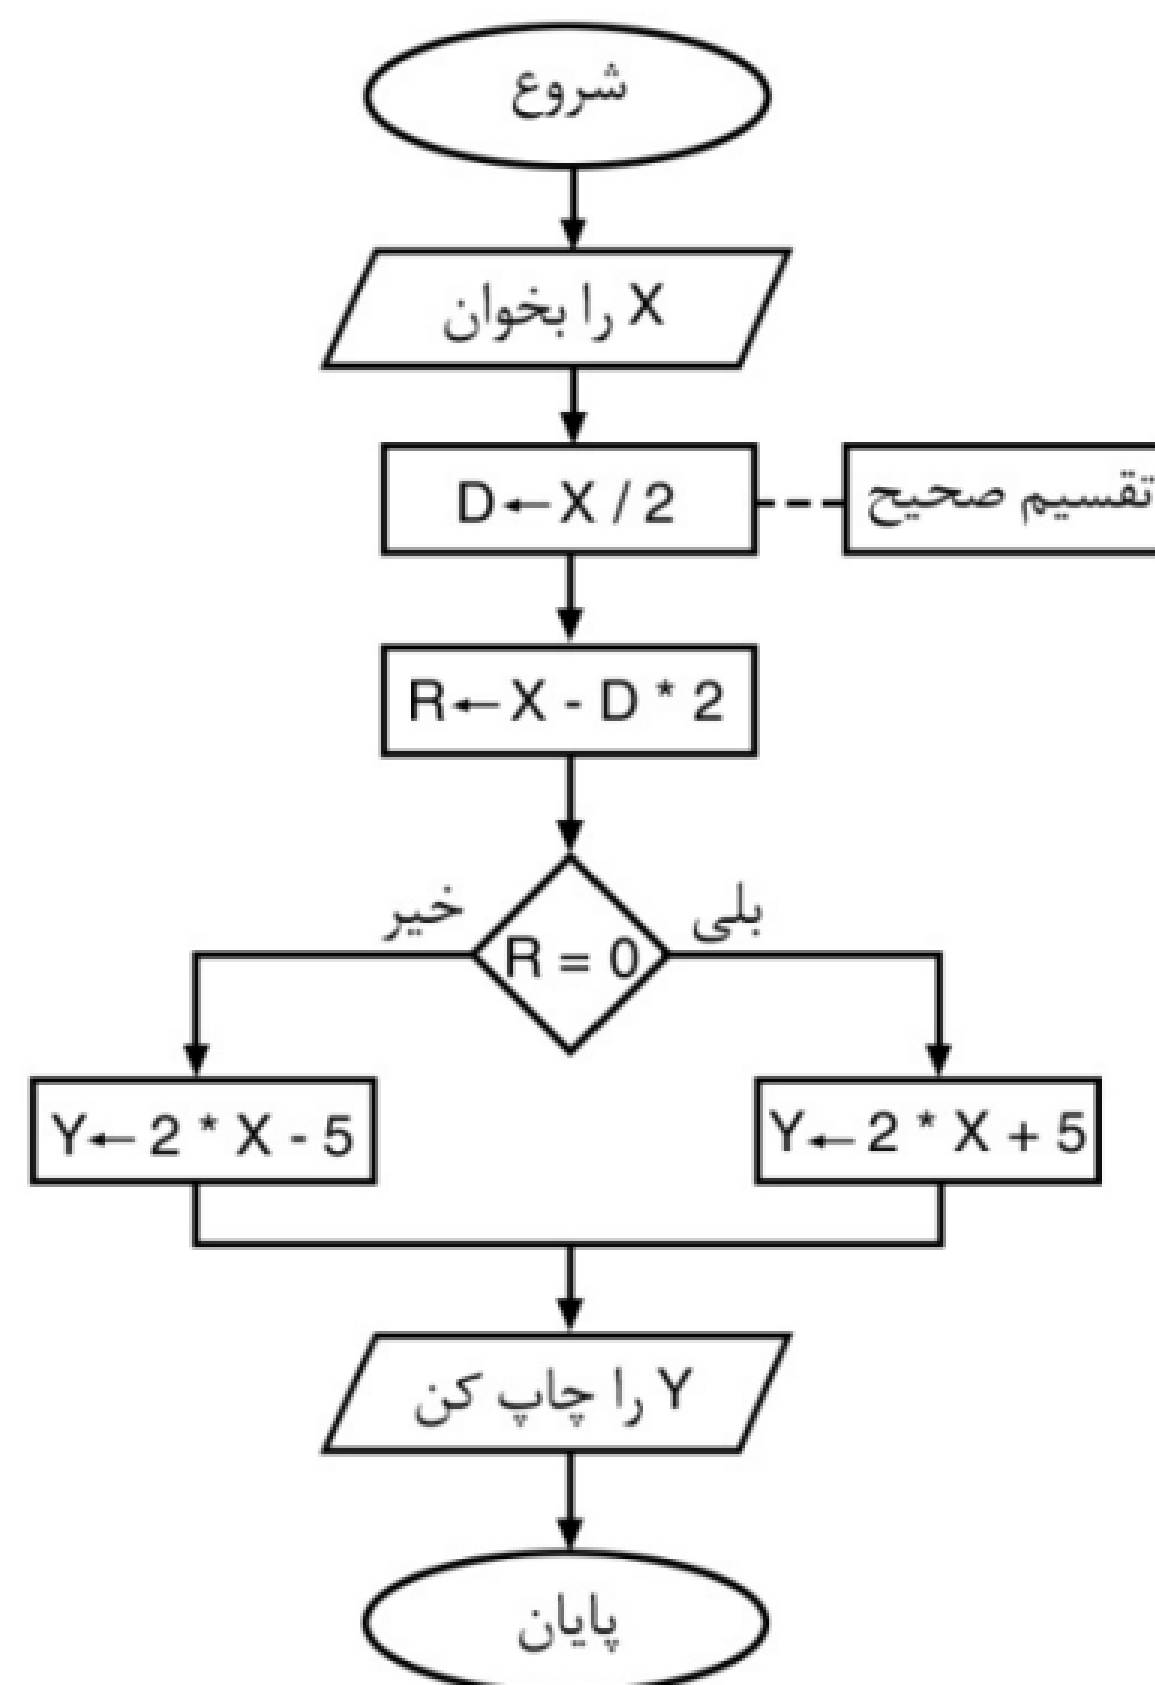 شروع
X را بخوان
D←X / 2
تقسیم صحیح
R←X - D * 2
بلی
خیر
R = 0
Y←2 * X + 5
Y←2 * X - 5
Y را چاپ کن
پایان